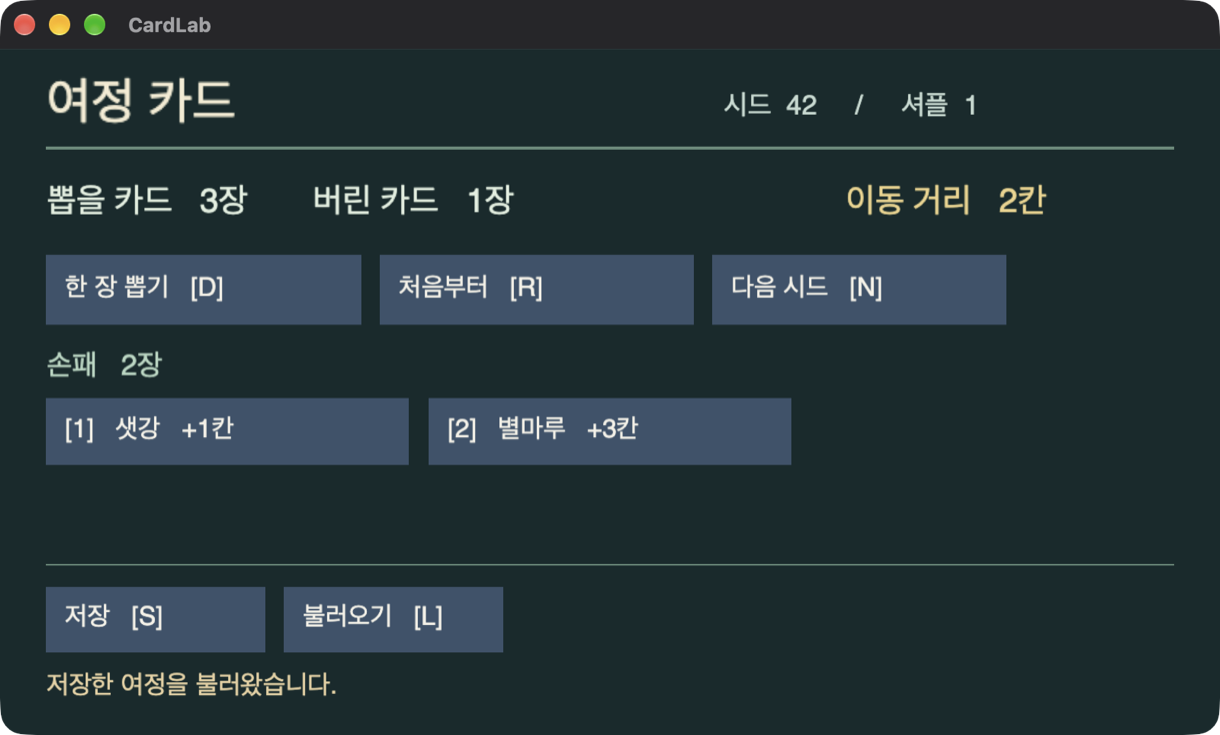 CardLab
여정 카드 시드 42 / 셔플 1
뽑을 카드 3장 버린 카드 1장 이동 거리 2칸
한 장 뽑기 [D] 처음부터 [R] 다음 시드 [N]
손패 2장
[1] 샛강 +1칸 [2] 별마루 +3칸
저장 [S] 불러오기 [L]
저장한 여정을 불러왔습니다.